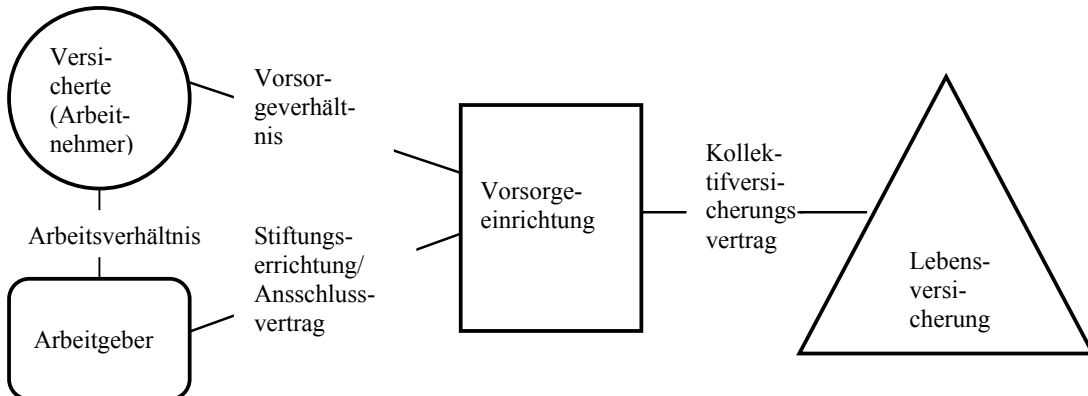 Versi-
cherte
(Arbeit-
nehmer)
Vorsor-
geverhält-
nis
Arbeitsverhältnis
Stiftungs-
errichtung/
Ansschluss-
vertrag
Arbeitgeber
Vorsorge-
einrichtung
Kollek-
tifversi-
cherungs
vertrag
Lebens-
versi-
cherung